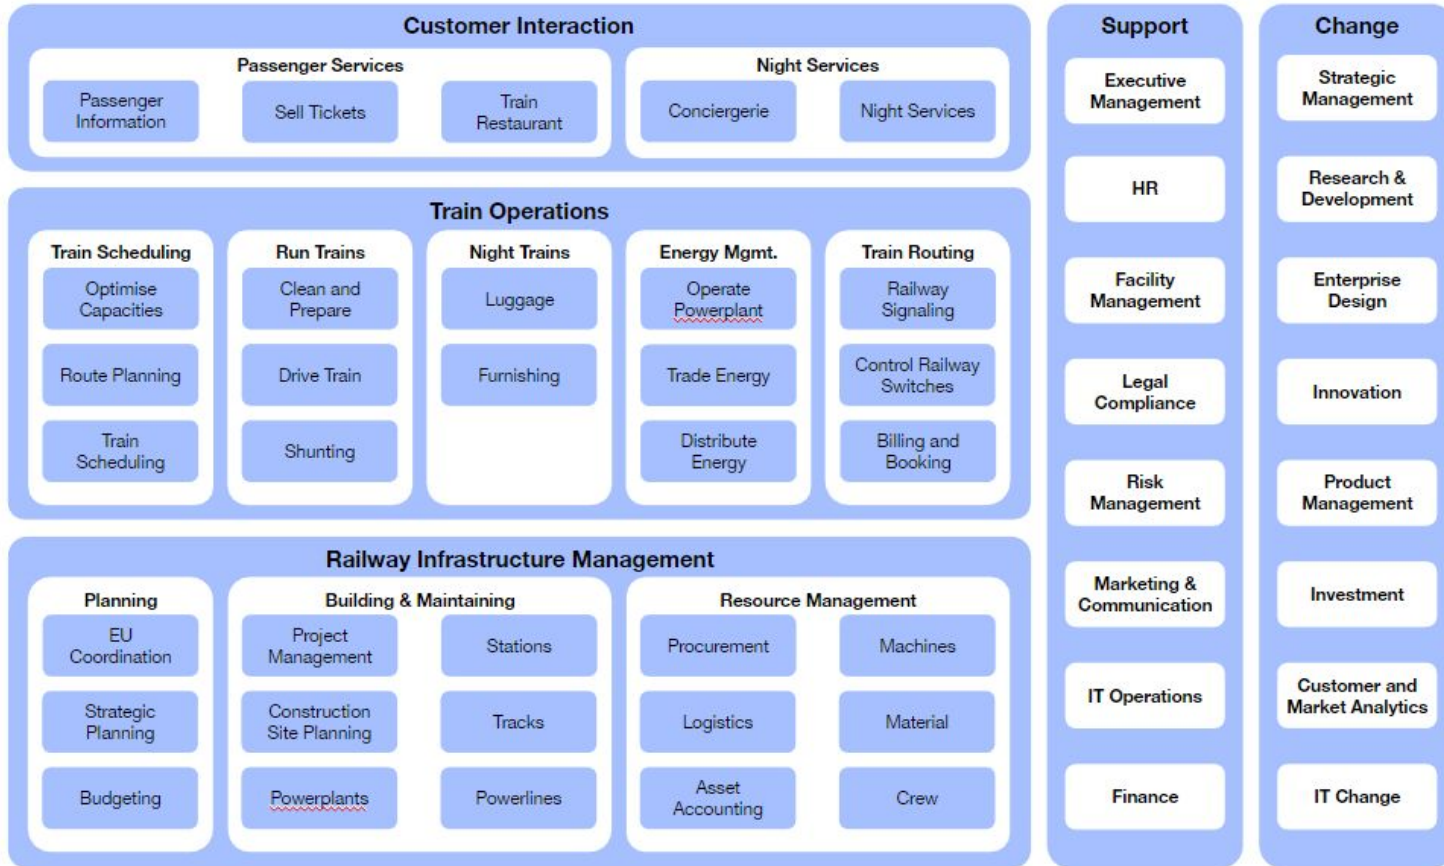 Customer Interaction
Passenger Services
Passenger
Information
Sell Tickets
Train
Restaurant
Night Services
Conciergerie
Night Services
Train Operations
Train Scheduling
Optimise
Capacities
Route Planning
Train
Scheduling
Run Trains
Clean and
Prepare
Drive Train
Shunting
Night Trains
Luggage
Furnishing
Energy Mgmt.
Operate
Powerplant
Trade Energy
Distribute
Energy
Train Routing
Railway
Signaling
Control Railway
Switches
Billing and
Booking
Railway Infrastructure Management
Planning
EU
Coordination
Strategic
Planning
Budgeting
Building & Maintaining
Project
Management
Stations
Construction
Site Planning
Tracks
Powerplants
Powerlines
Resource Management
Procurement
Machines
Logistics
Material
Asset
Accounting
Crew
Support
Executive
Management
HR
Facility
Management
Legal
Compliance
Risk
Management
Marketing &
Communication
IT Operations
Finance
Change
Strategic
Management
Research &
Development
Enterprise
Design
Innovation
Product
Management
Investment
Customer and
Market Analytics
IT Change